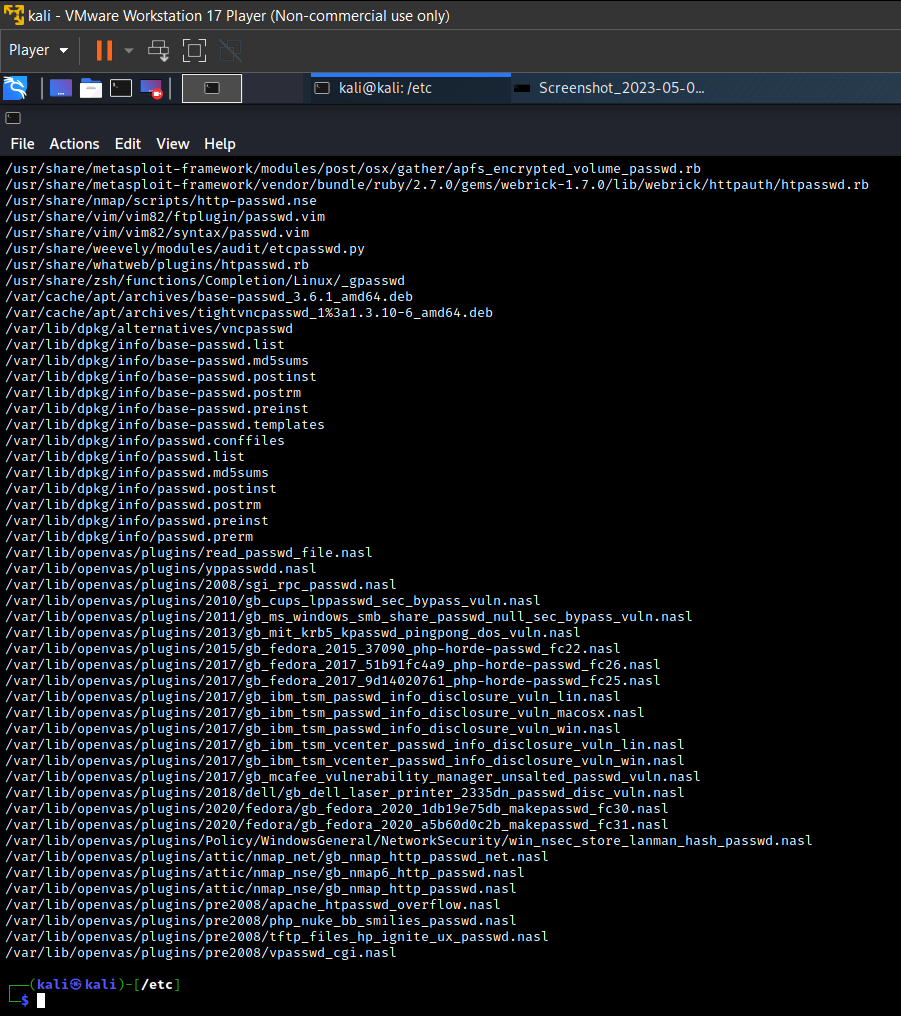 kali - VMware Workstation 17 Player (Non-commercial use only)
Player
kali@kali: /etc
Screenshot_2023-05-0...
File Actions Edit View Help
/usr/share/metasploit-framework/modules/post/osx/gather/apfs_encrypted_volume_passwd.rb
/usr/share/metasploit-framework/vendor/bundle/ruby/2.7.0/gems/webrick-1.7.0/lib/webrick/httpauth/htpasswd.rb
/usr/share/nmap/scripts/http-passwd.nse
/usr/share/vim/vim82/ftplugin/passwd.vim
/usr/share/vim/vim82/syntax/passwd.vim
/usr/share/weevely/modules/audit/etcpasswd.py
/usr/share/whatweb/plugins/htpasswd.rb
/usr/share/zsh/functions/Completion/Linux/_gpasswd
/var/cache/apt/archives/base-passwd_3.6.1_amd64.deb
/var/cache/apt/archives/tightvncpasswd_1%3a1.3.10-6_amd64.deb
/var/lib/dpkg/alternatives/vncpasswd
/var/lib/dpkg/info/base-passwd.list
/var/lib/dpkg/info/base-passwd.md5sums
/var/lib/dpkg/info/base-passwd.postinst
/var/lib/dpkg/info/base-passwd.postrm
/var/lib/dpkg/info/base-passwd.preinst
/var/lib/dpkg/info/base-passwd.templates
/var/lib/dpkg/info/passwd.conffiles
/var/lib/dpkg/info/passwd.list
/var/lib/dpkg/info/passwd.md5sums
/var/lib/dpkg/info/passwd.postinst
/var/lib/dpkg/info/passwd.postrm
/var/lib/dpkg/info/passwd.preinst
/var/lib/dpkg/info/passwd.prerm
/var/lib/openvas/plugins/read_passwd_file.nasl
/var/lib/openvas/plugins/yppasswdd.nasl
/var/lib/openvas/plugins/2008/sgi_rpc_passwd.nasl
/var/lib/openvas/plugins/2010/gb_cups_lppasswd_sec_bypass_vuln.nasl
/var/lib/openvas/plugins/2011/gb_ms_windows_smb_share_passwd_null_sec_bypass_vuln.nasl
/var/lib/openvas/plugins/2013/gb_mit_krb5_kpasswd_pingpong_dos_vuln.nasl
/var/lib/openvas/plugins/2015/gb_fedora_2015_37090_php-horde-passwd_fc22.nasl
/var/lib/openvas/plugins/2017/gb_fedora_2017_51b91fc4a9_php-horde-passwd_fc26.nasl
/var/lib/openvas/plugins/2017/gb_fedora_2017_9d14020761_php-horde-passwd_fc25.nasl
/var/lib/openvas/plugins/2017/gb_ibm_tsm_passwd_info_disclosure_vuln_lin.nasl
/var/lib/openvas/plugins/2017/gb_ibm_tsm_passwd_info_disclosure_vuln_macosx.nasl
/var/lib/openvas/plugins/2017/gb_ibm_tsm_passwd_info_disclosure_vuln_win.nasl
/var/lib/openvas/plugins/2017/gb_ibm_tsm_vcenter_passwd_info_disclosure_vuln_lin.nasl
/var/lib/openvas/plugins/2017/gb_ibm_tsm_vcenter_passwd_info_disclosure_vuln_win.nasl
/var/lib/openvas/plugins/2017/gb_mcafee_vulnerability_manager_unsalted_passwd_vuln.nasl
/var/lib/openvas/plugins/2018/dell/gb_dell_laser_printer_2335dn_passwd_disc_vuln.nasl
/var/lib/openvas/plugins/2020/fedora/gb_fedora_2020_1db19e75db_makepasswd_fc30.nasl
/var/lib/openvas/plugins/2020/fedora/gb_fedora_2020_a5b60d0c2b_makepasswd_fc31.nasl
/var/lib/openvas/plugins/Policy/WindowsGeneral/NetworkSecurity/win_nsec_store_lanman_hash_passwd.nasl
/var/lib/openvas/plugins/attic/nmap_net/gb_nmap_http_passwd_net.nasl
/var/lib/openvas/plugins/attic/nmap_nse/gb_nmap6_http_passwd.nasl
/var/lib/openvas/plugins/attic/nmap_nse/gb_nmap_http_passwd.nasl
/var/lib/openvas/plugins/pre2008/apache_htpasswd_overflow.nasl
/var/lib/openvas/plugins/pre2008/php_nuke_bb_smilies_passwd.nasl
/var/lib/openvas/plugins/pre2008/tftp_files_hp_ignite_ux_passwd.nasl
/var/lib/openvas/plugins/pre2008/vpasswd_cgi.nasl
┌──(kali㉿kali)-[/etc]
└─$